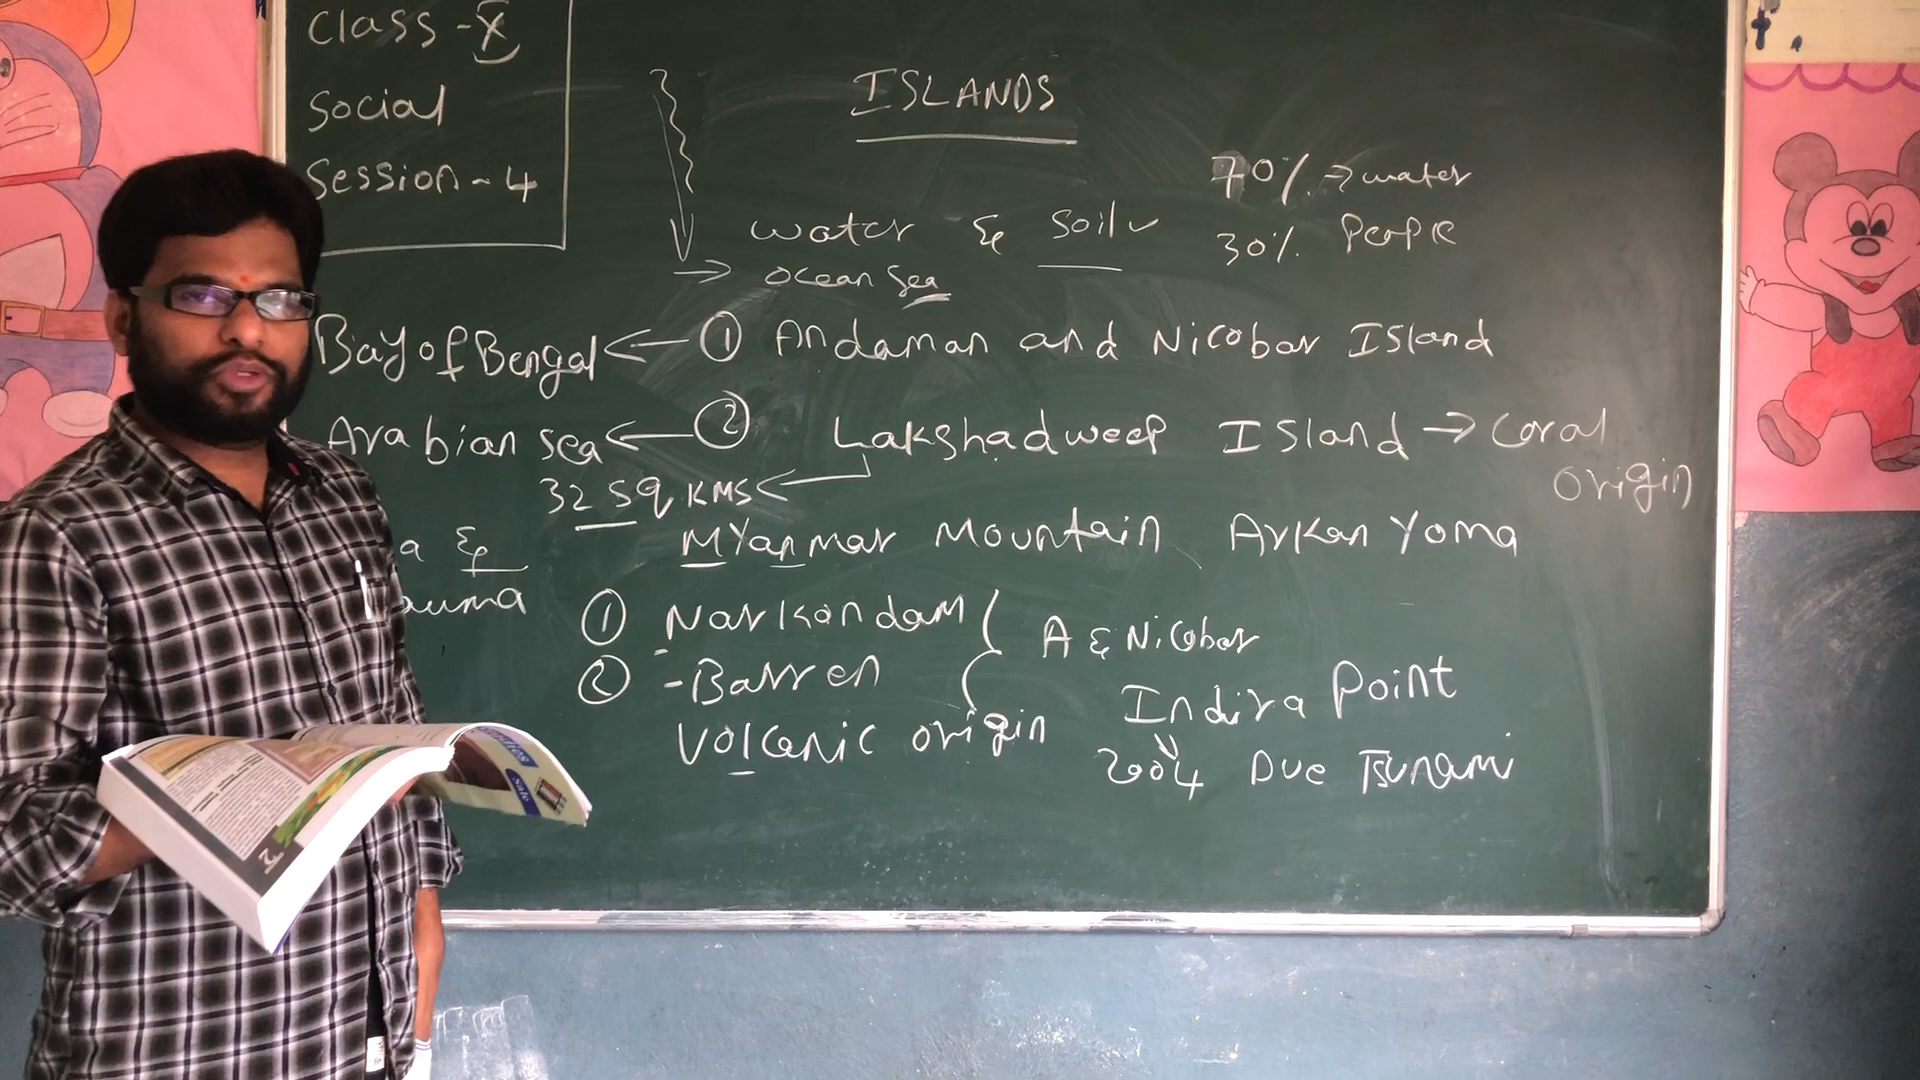 Class - X
Social
Session - 4
ISLANDS
70% → water
30% People
water & Soil
→ ocean sea
Bay of Bengal ← ① Andaman and Nicobar Island
Arabian sea ← ② Lakshadweep Island → Coral
origin
32 Sq KMS ←
MYanmar Mountain Arkan Yoma
a &
auma
① Narkondam
② - Barren
Volcanic origin
A & Nicobar
Indira Point
2004 Due Tsunami